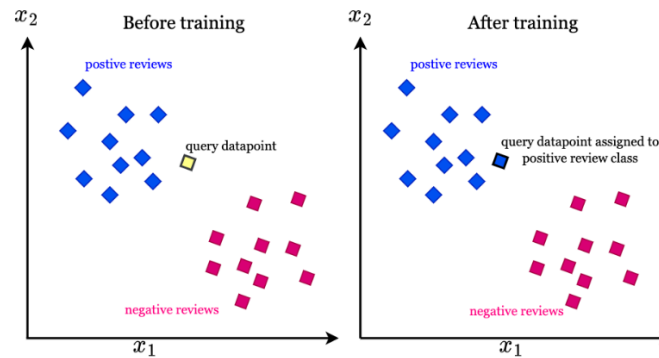 Before training
x2
postive reviews
query datapoint
negative reviews
x1
After training
x2
postive reviews
query datapoint assigned to
positive review class
negative reviews
x1